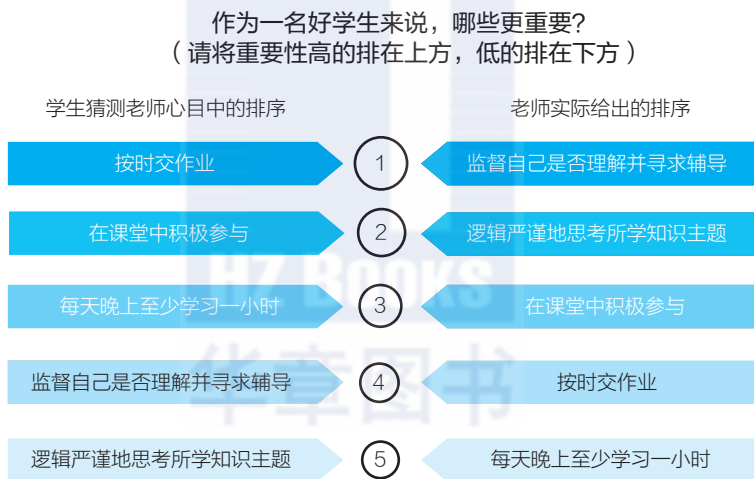 作为一名好学生来说，哪些更重要？
（请将重要性高的排在上方，低的排在下方）
学生猜测老师心目中的排序 老师实际给出的排序
按时交作业 1 监督自己是否理解并寻求辅导
在课堂中积极参与 2 逻辑严谨地思考所学知识主题
每天晚上至少学习一小时 3 在课堂中积极参与
监督自己是否理解并寻求辅导 4 按时交作业
逻辑严谨地思考所学知识主题 5 每天晚上至少学习一小时
HZ BOOKS
华章图书